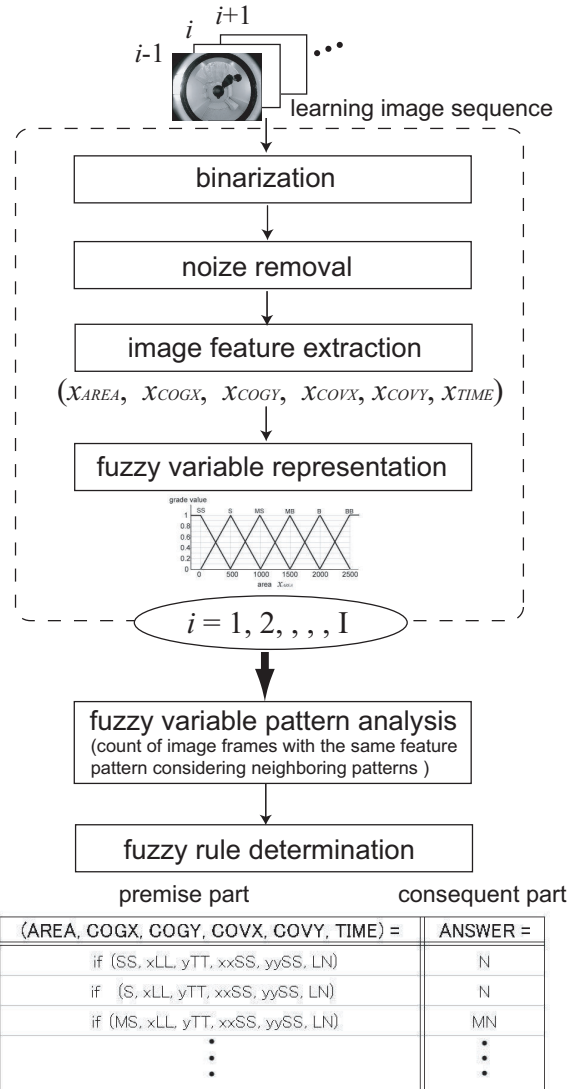 i+1
i
i-1
learning image sequence
binarization
noize removal
image feature extraction
(xAREA, xCOGX, xCOGY, xCOVX, xCOVY, xTIME)
fuzzy variable representation
grade value
SS S MS MB B BB
1
0.8
0.6
0.4
0.2
0
0 500 1000 1500 2000 2500
area xAREA
i = 1, 2, , , , I
fuzzy variable pattern analysis
(count of image frames with the same feature
pattern considering neighboring patterns )
fuzzy rule determination
premise part consequent part
(AREA, COGX, COGY, COVX, COVY, TIME) = ANSWER =
if (SS, xLL, yTT, xxSS, yySS, LN) N
if (S, xLL, yTT, xxSS, yySS, LN) N
if (MS, xLL, yTT, xxSS, yySS, LN) MN